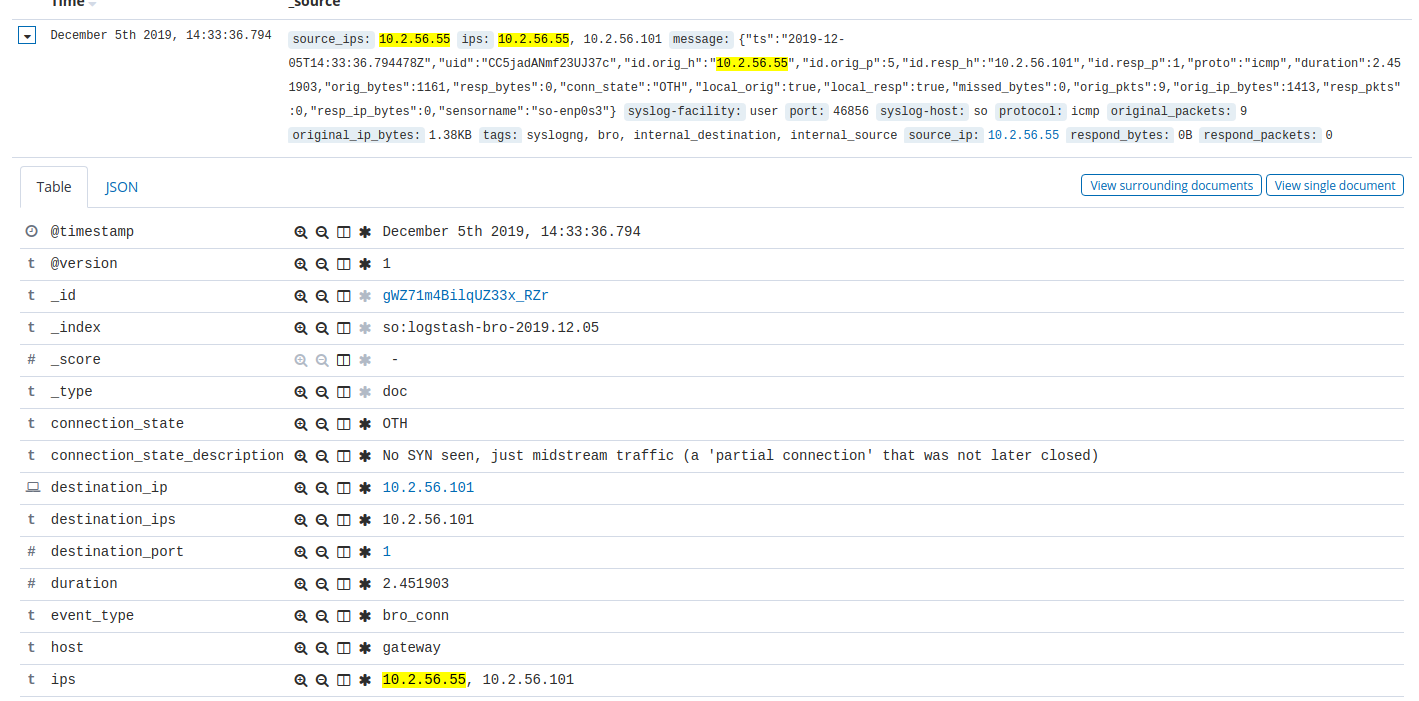 Time _source
December 5th 2019, 14:33:36.794 source_ips: 10.2.56.55 ips: 10.2.56.55, 10.2.56.101 message: {"ts":"2019-12-
05T14:33:36.794478Z","uid":"CC5jadANmf23UJ37c","id.orig_h":"10.2.56.55","id.orig_p":5,"id.resp_h":"10.2.56.101","id.resp_p":1,"proto":"icmp","duration":2.45
1903,"orig_bytes":1161,"resp_bytes":0,"conn_state":"OTH","local_orig":true,"local_resp":true,"missed_bytes":0,"orig_pkts":9,"orig_ip_bytes":1413,"resp_pkts"
:0,"resp_ip_bytes":0,"sensorname":"so-enp0s3"} syslog-facility: user port: 46856 syslog-host: so protocol: icmp original_packets: 9
original_ip_bytes: 1.38KB tags: syslogng, bro, internal_destination, internal_source source_ip: 10.2.56.55 respond_bytes: 0B respond_packets: 0
Table JSON View surrounding documents View single document
@timestamp December 5th 2019, 14:33:36.794
t @version 1
t _id gWZ71m4BilqUZ33x_RZr
t _index so:logstash-bro-2019.12.05
# _score -
t _type doc
t connection_state OTH
t connection_state_description No SYN seen, just midstream traffic (a 'partial connection' that was not later closed)
destination_ip 10.2.56.101
t destination_ips 10.2.56.101
# destination_port 1
# duration 2.451903
t event_type bro_conn
t host gateway
t ips 10.2.56.55, 10.2.56.101